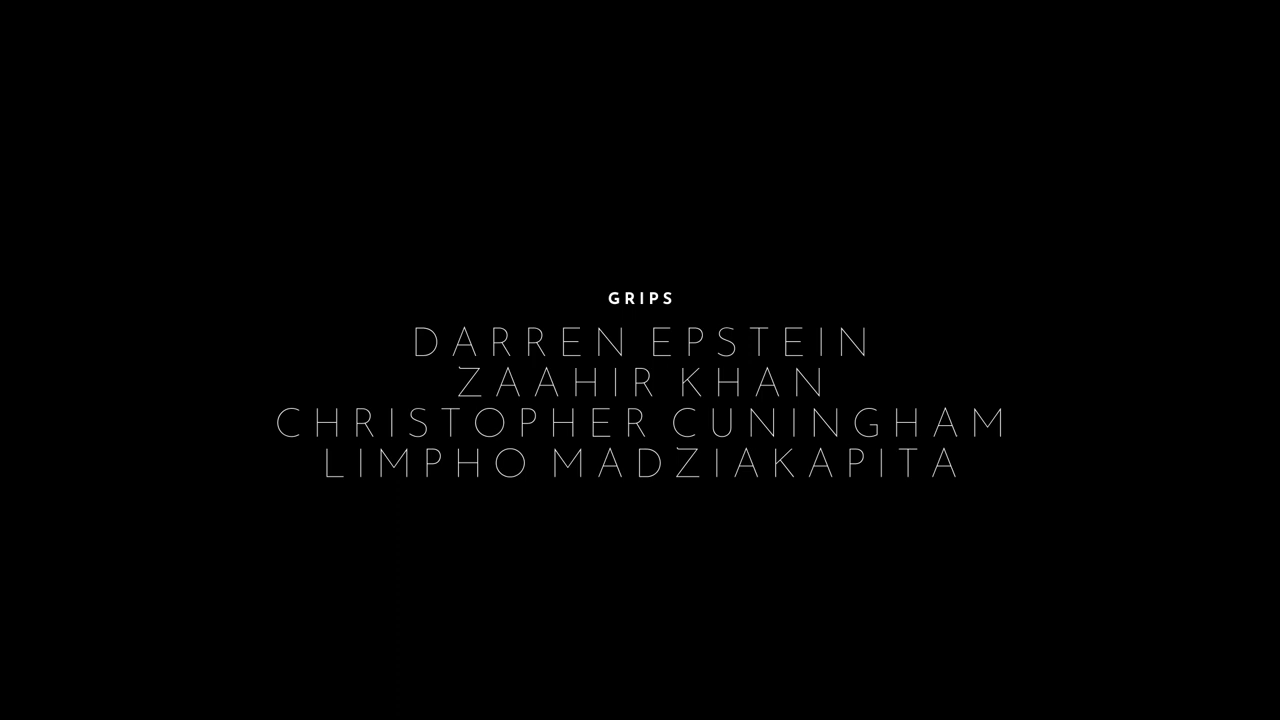 GRIPS
DARREN EPSTEIN
ZAAHIR KHAN
CHRISTOPHER CUNINGHAM
LIMPHO MADZIAKAPITA